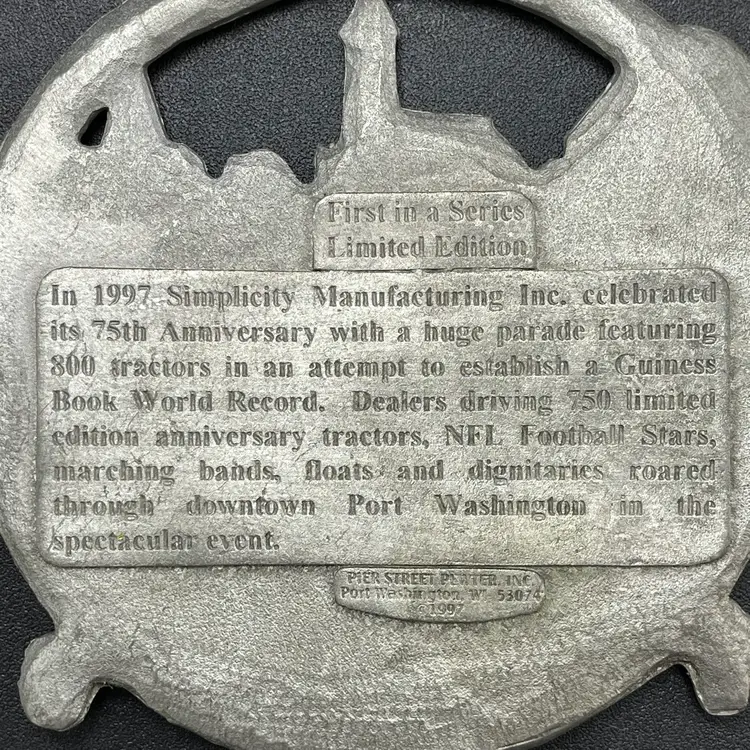 First in a Series
Limited Edition
In 1997 Simplicity Manufacturing Inc. celebrated
its 75th Anniversary with a huge parade featuring
800 tractors in an attempt to establish a Guiness
Book World Record. Dealers driving 750 limited
edition anniversary tractors, NFL Football Stars,
marching bands, floats and dignitaries roared
through downtown Port Washington in the
spectacular event.
PIER STREET PEWTER, INC.
Port Washington, WI 53074
© 1997